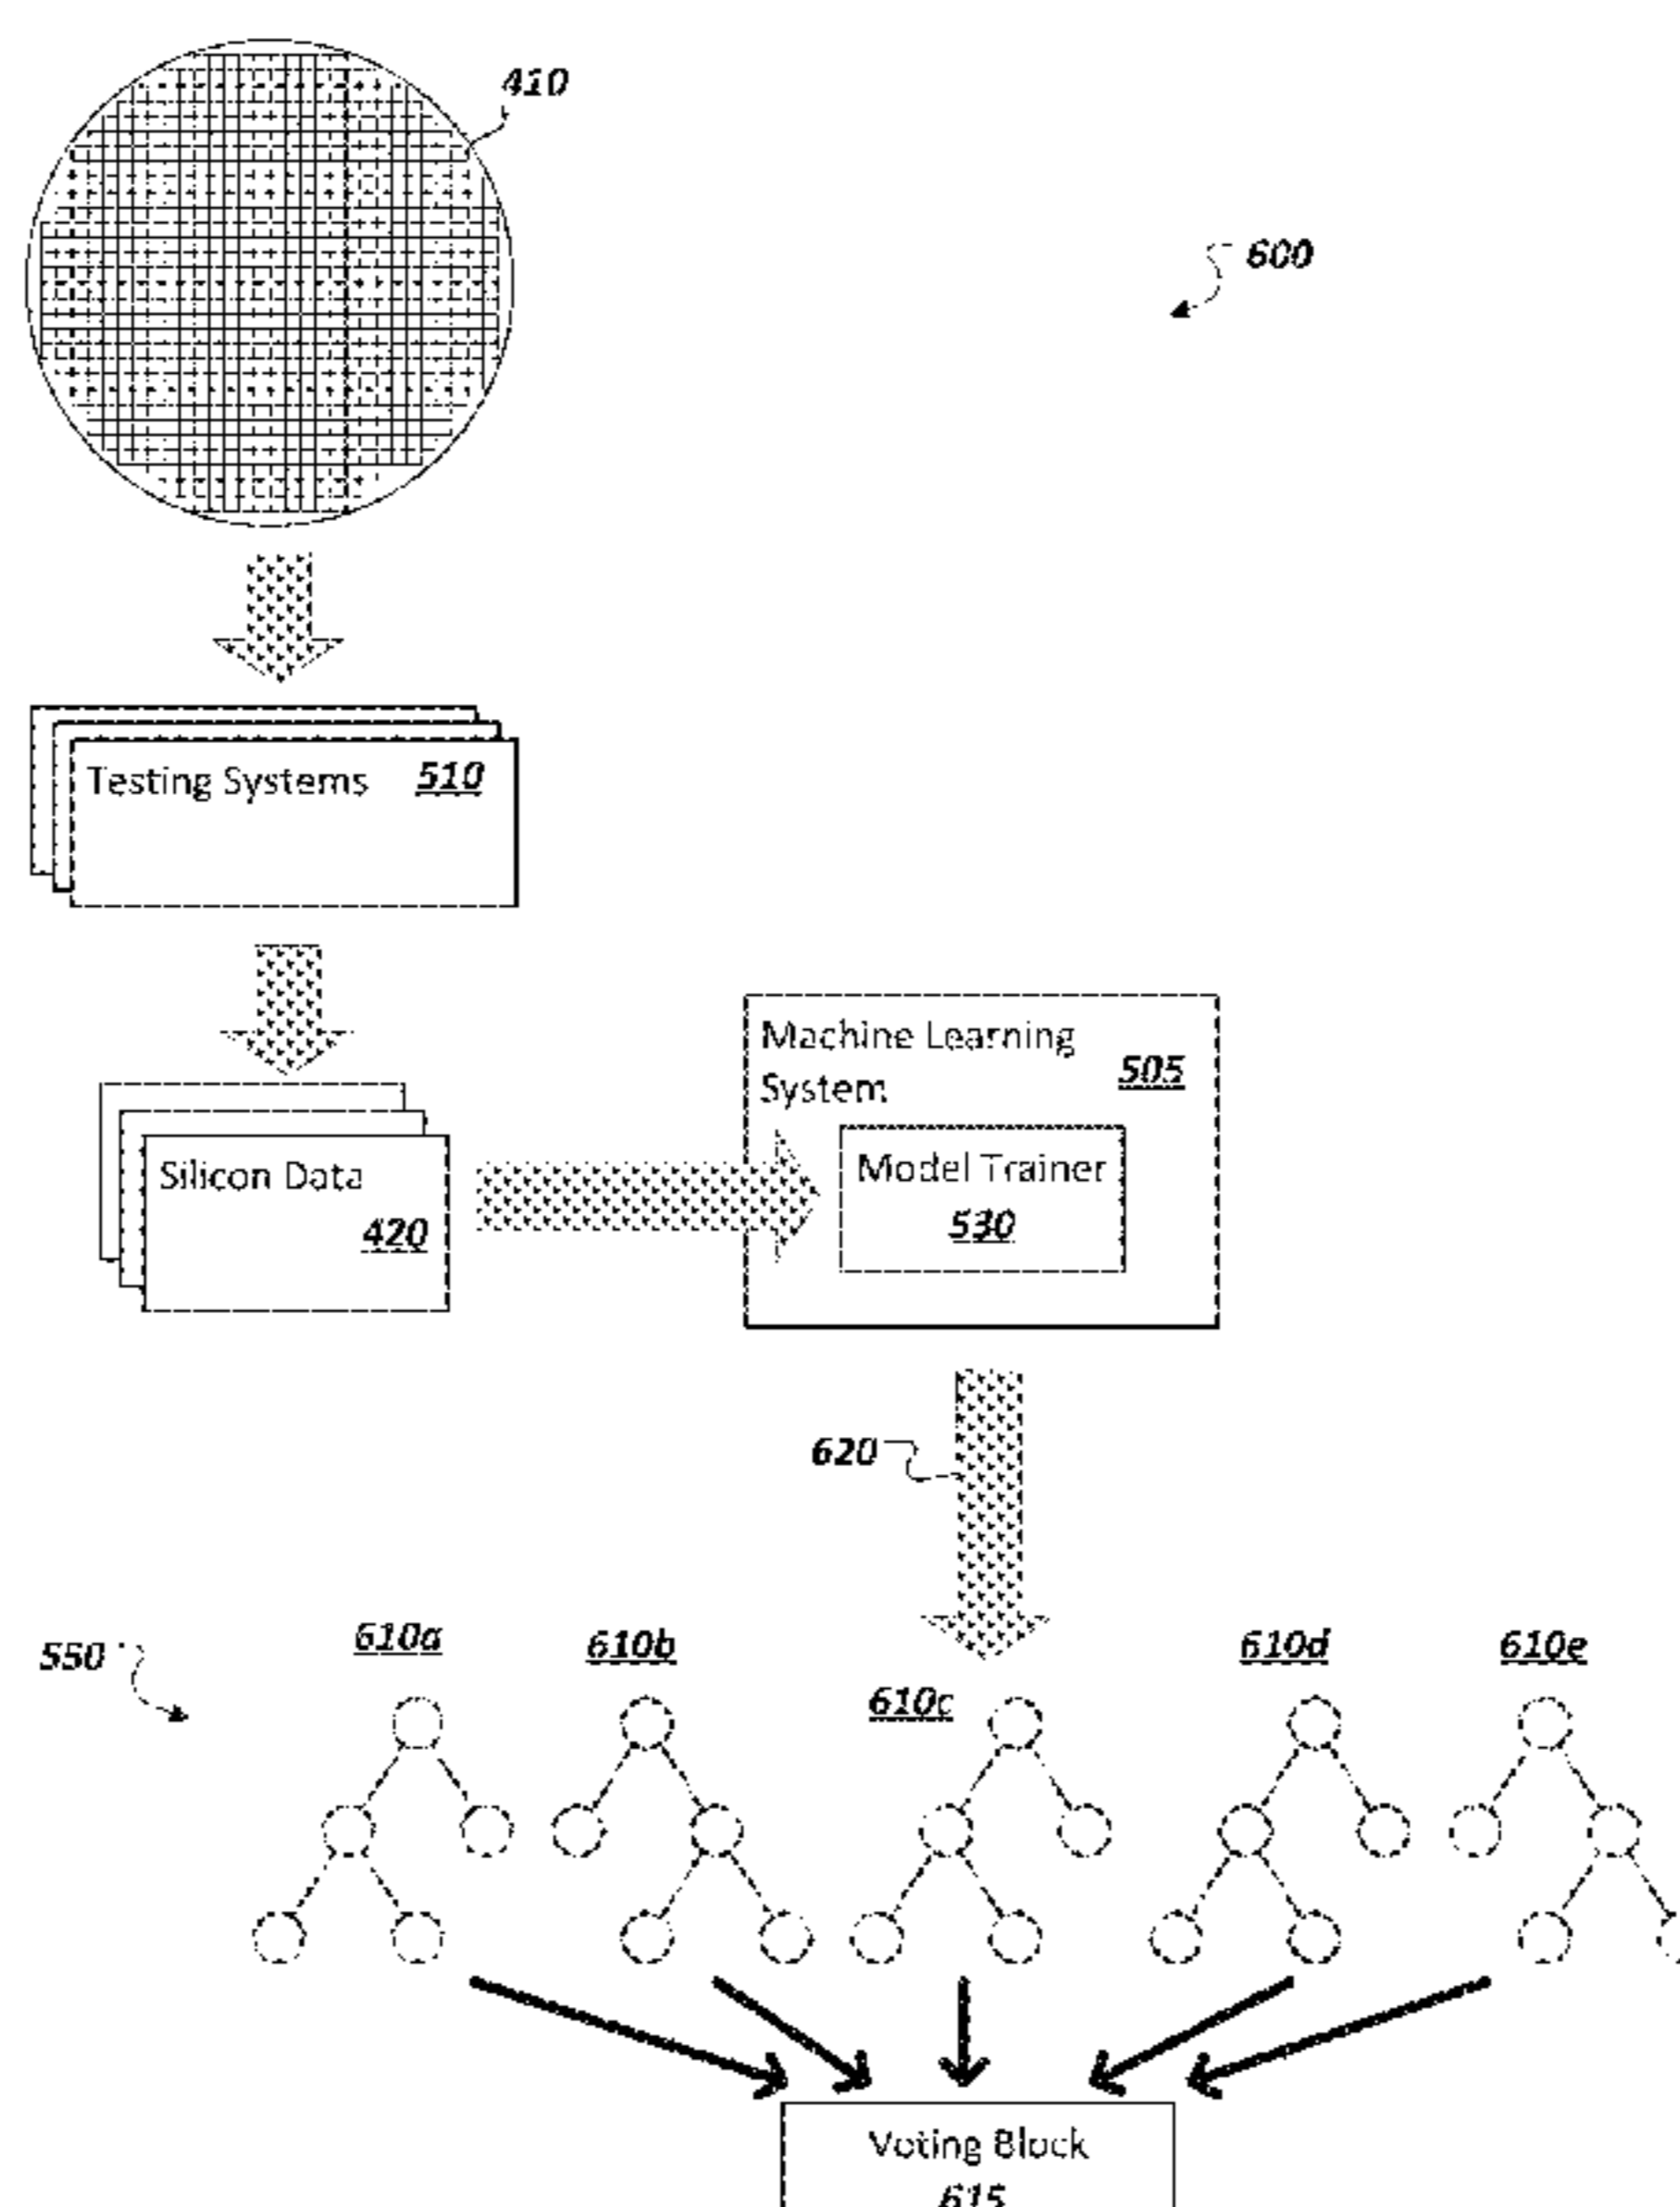 410
600
Testing Systems 510
Machine Learning
System
505
Silicon Data
420
Model Trainer
530
620
550
610a
610b
610c
610d
610e
Voting Block
615